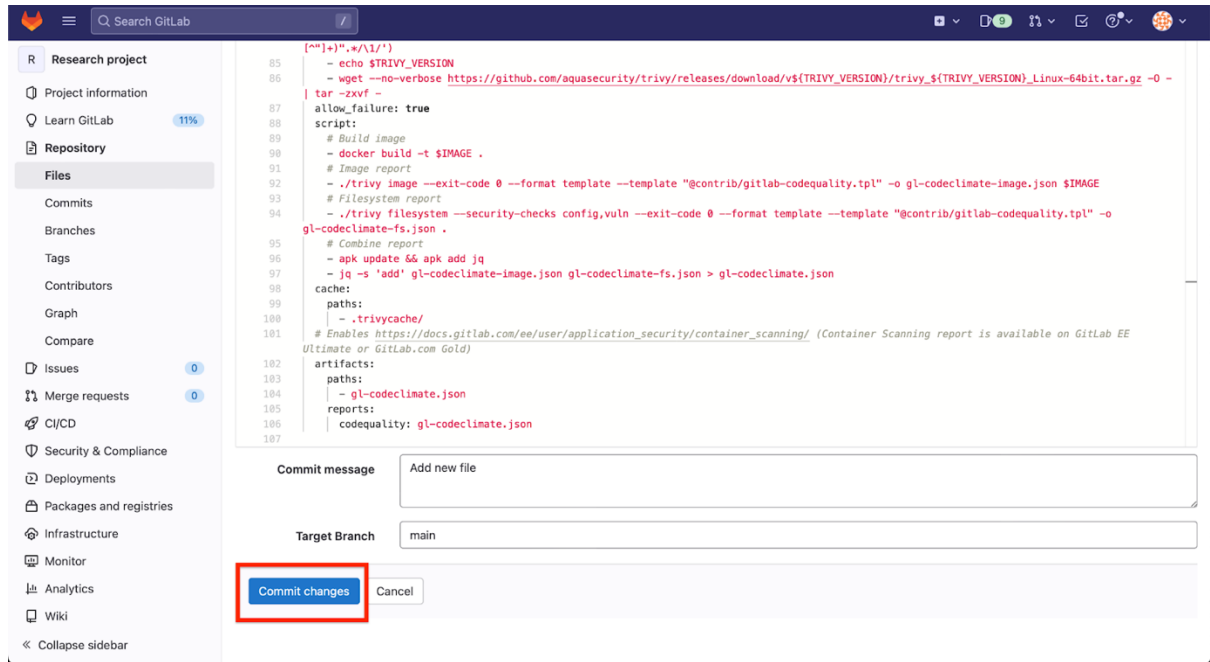 Search GitLab /
9
R Research project
Project information
Learn GitLab 11%
Repository
Files
Commits
Branches
Tags
Contributors
Graph
Compare
Issues 0
Merge requests 0
CI/CD
Security & Compliance
Deployments
Packages and registries
Infrastructure
Monitor
Analytics
Wiki
« Collapse sidebar
[^"]+)".*/\1/')
85 - echo $TRIVY_VERSION
86 - wget --no-verbose https://github.com/aquasecurity/trivy/releases/download/v${TRIVY_VERSION}/trivy_${TRIVY_VERSION}_Linux-64bit.tar.gz -O -
| tar -zxvf -
87 allow_failure: true
88 script:
89 # Build image
90 - docker build -t $IMAGE .
91 # Image report
92 - ./trivy image --exit-code 0 --format template --template "@contrib/gitlab-codequality.tpl" -o gl-codeclimate-image.json $IMAGE
93 # Filesystem report
94 - ./trivy filesystem --security-checks config,vuln --exit-code 0 --format template --template "@contrib/gitlab-codequality.tpl" -o
gl-codeclimate-fs.json .
95 # Combine report
96 - apk update && apk add jq
97 - jq -s 'add' gl-codeclimate-image.json gl-codeclimate-fs.json > gl-codeclimate.json
98 cache:
99 paths:
100 - .trivycache/
101 # Enables https://docs.gitlab.com/ee/user/application_security/container_scanning/ (Container Scanning report is available on GitLab EE
Ultimate or GitLab.com Gold)
102 artifacts:
103 paths:
104 - gl-codeclimate.json
105 reports:
106 codequality: gl-codeclimate.json
107
Commit message
Add new file
Target Branch
main
Commit changes
Cancel